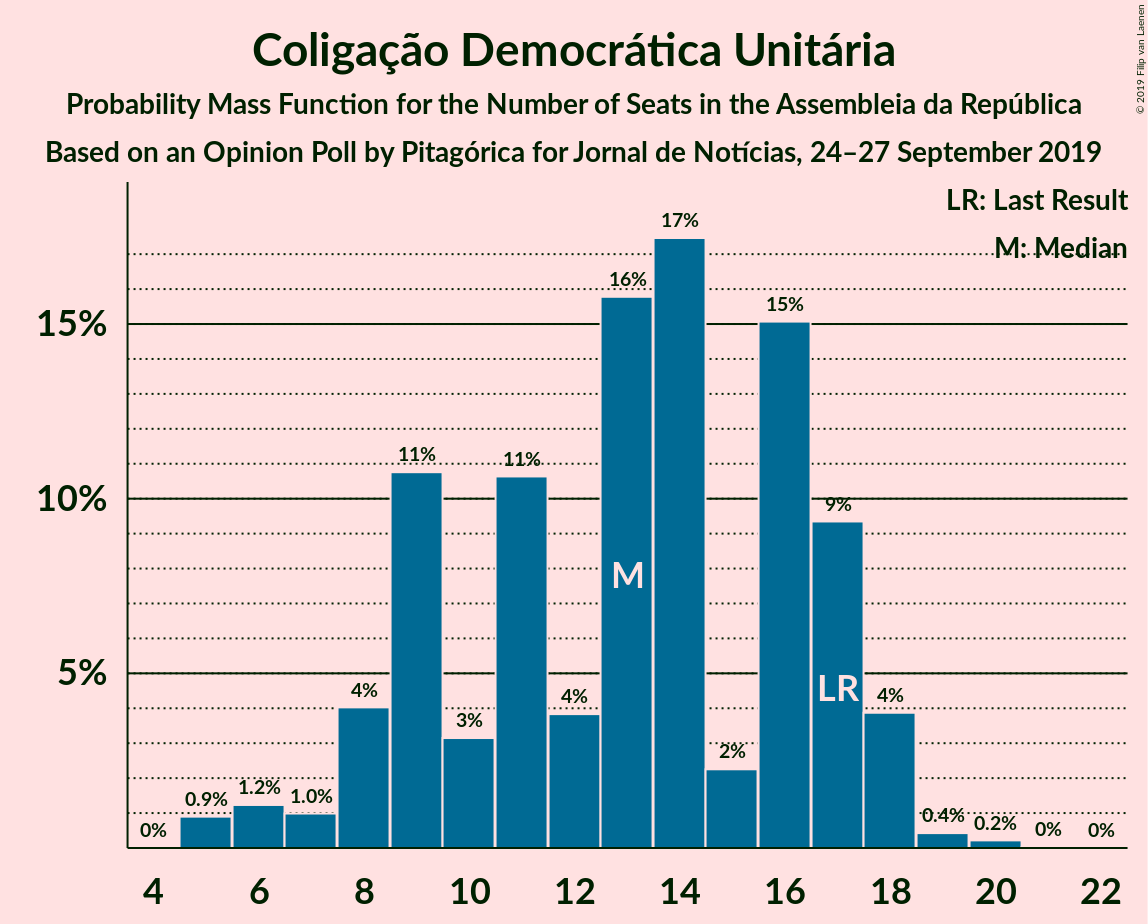 Coligação Democrática Unitária
Probability Mass Function for the Number of Seats in the Assembleia da República
Based on an Opinion Poll by Pitagórica for Jornal de Notícias, 24–27 September 2019
© 2019 Filip van Laenen
LR: Last Result
M: Median
17%
16%
15%
15%
11%
11%
10%
9%
M
5%
LR
4%
4%
4%
3%
2%
1.2%
1.0%
0.9%
0.4%
0.2%
0%
0%
0%
4 6 8 10 12 14 16 18 20 22